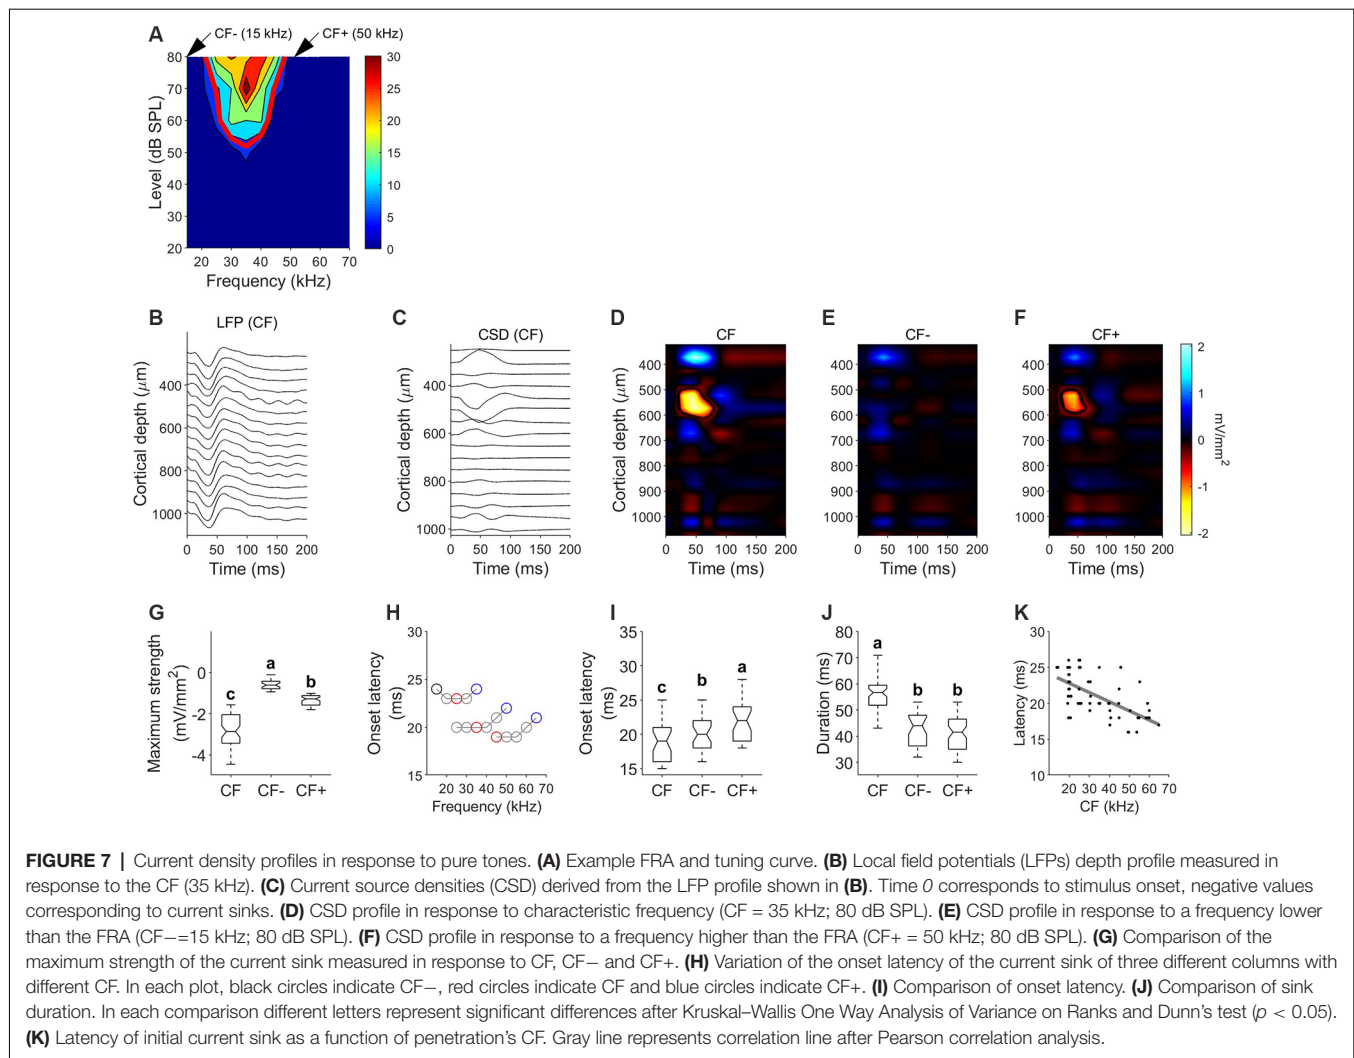 A
CF- (15 kHz)
CF+ (50 kHz)
80
70
60
50
40
30
20
Level (dB SPL)
20 30 40 50 60 70
Frequency (kHz)
30
25
20
15
10
5
0
B
LFP (CF)
400
600
800
1000
Cortical depth (μm)
0 50 100 150 200
Time (ms)
C
CSD (CF)
400
600
800
1000
Cortical depth (μm)
0 50 100 150 200
Time (ms)
D
CF
400
500
600
700
800
900
1000
Cortical depth (μm)
0 50 100 150 200
Time (ms)
E
CF-
400
500
600
700
800
900
1000
0 50 100 150 200
Time (ms)
F
CF+
400
500
600
700
800
900
1000
0 50 100 150 200
Time (ms)
2
1
0
-1
-2
mV/mm2
G
Maximum strength
(mV/mm2)
0
-2
-4
c
a
b
CF CF- CF+
H
Onset latency
(ms)
30
25
20
15
20 30 40 50 60 70
Frequency (kHz)
I
Onset latency
(ms)
35
30
25
20
15
c
b
a
CF CF- CF+
J
Duration (ms)
80
70
60
50
40
30
a
b
b
CF CF- CF+
K
Latency (ms)
30
25
20
15
10
20 30 40 50 60 70
CF (kHz)
FIGURE 7 | Current density profiles in response to pure tones. (A) Example FRA and tuning curve. (B) Local field potentials (LFPs) depth profile measured in
response to the CF (35 kHz). (C) Current source densities (CSD) derived from the LFP profile shown in (B). Time 0 corresponds to stimulus onset, negative values
corresponding to current sinks. (D) CSD profile in response to characteristic frequency (CF = 35 kHz; 80 dB SPL). (E) CSD profile in response to a frequency lower
than the FRA (CF−=15 kHz; 80 dB SPL). (F) CSD profile in response to a frequency higher than the FRA (CF+ = 50 kHz; 80 dB SPL). (G) Comparison of the
maximum strength of the current sink measured in response to CF, CF− and CF+. (H) Variation of the onset latency of the current sink of three different columns with
different CF. In each plot, black circles indicate CF−, red circles indicate CF and blue circles indicate CF+. (I) Comparison of onset latency. (J) Comparison of sink
duration. In each comparison different letters represent significant differences after Kruskal–Wallis One Way Analysis of Variance on Ranks and Dunn's test (p < 0.05).
(K) Latency of initial current sink as a function of penetration's CF. Gray line represents correlation line after Pearson correlation analysis.